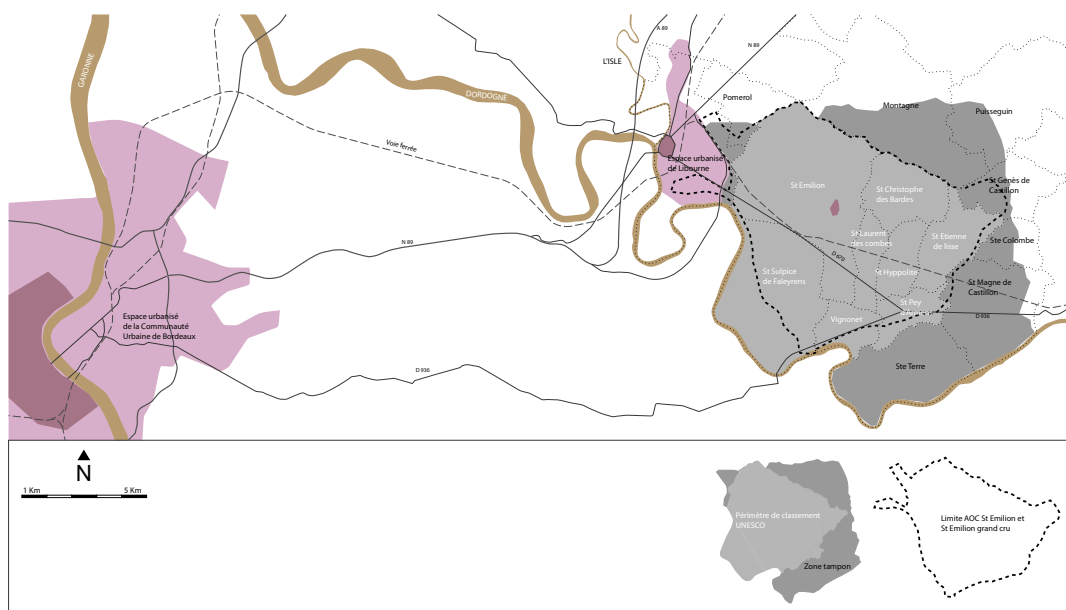 GARONNE
DORDOGNE
L'ISLE
A 89
N 89
Pomerol
Montagne
Puisseguin
Voie ferrée
Espace urbanisé
de Libourne
St Emilion
St Christophe
des Bardes
St Genès de
Castillon
St Laurent
des combes
St Etienne
de lisse
Ste Colombe
N 89
D 670
St Sulpice
de Faleyrens
St Hyppolite
St Magne de
Castillon
St Pey
Vignonet
D 936
Espace urbanisé
de la Communauté
Urbaine de Bordeaux
D 936
Ste Terre
N
1 Km
5 Km
Périmètre de classement
UNESCO
Zone tampon
Limite AOC St Emilion et
St Emilion grand cru